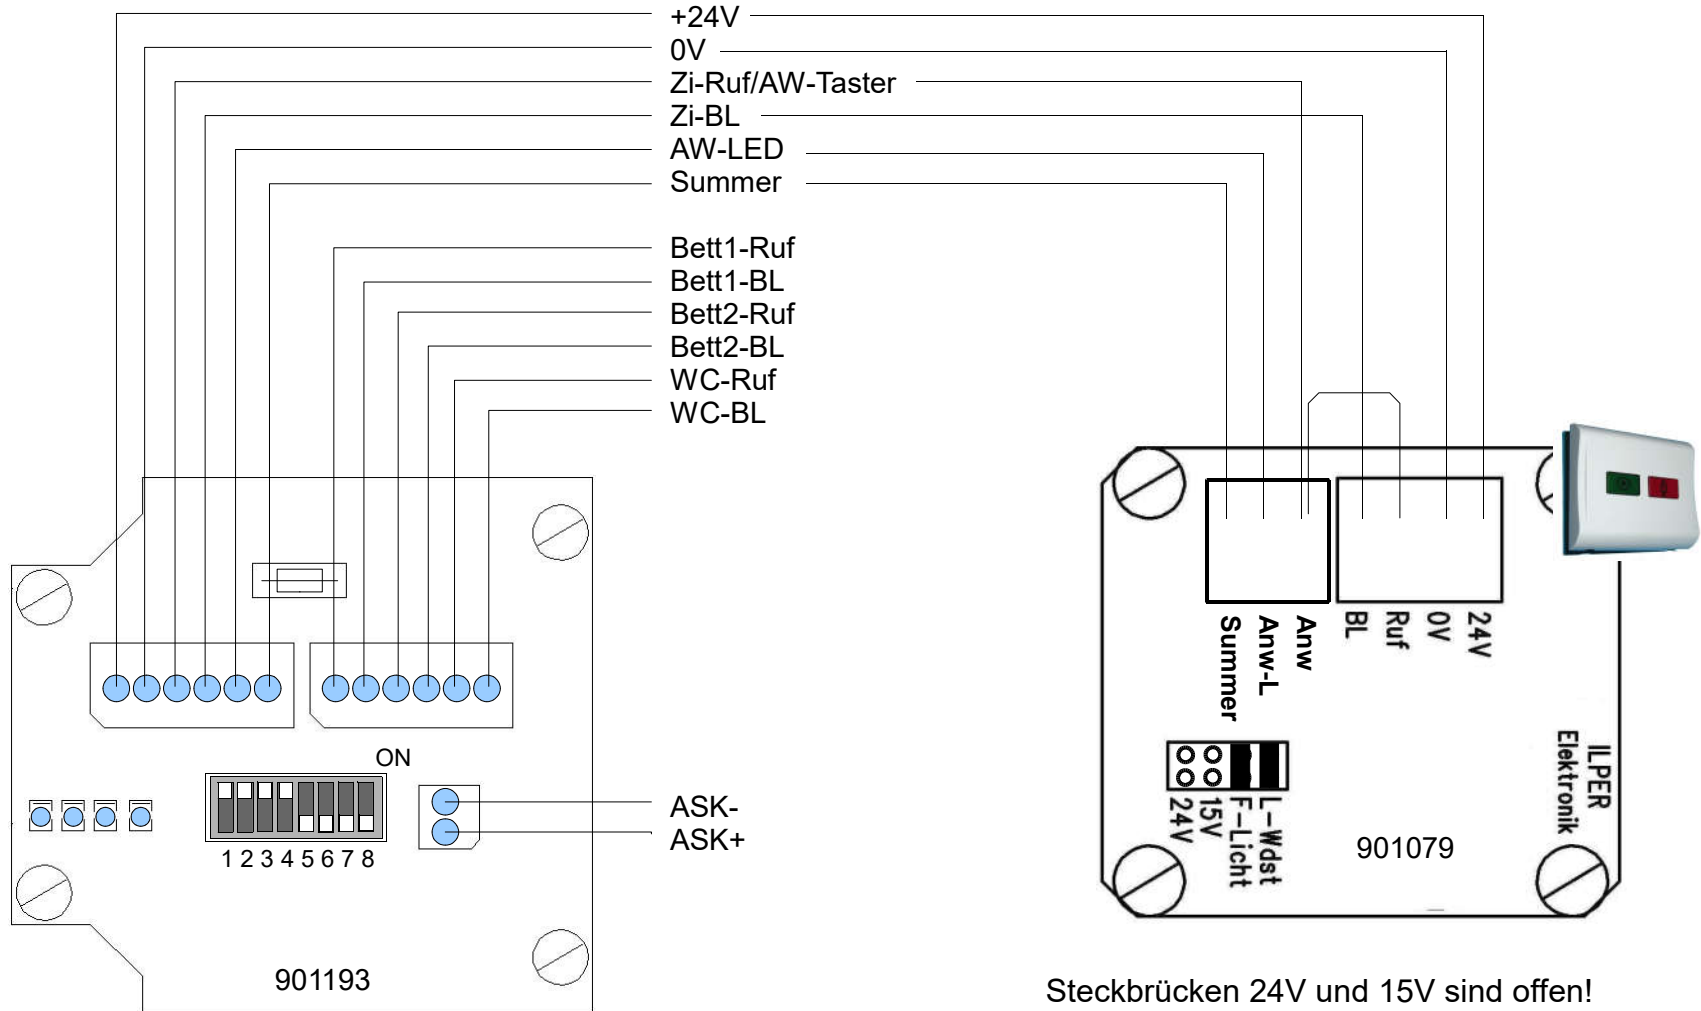 +24V
0V
Zi-Ruf/AW-Taster
Zi-BL
AW-LED
Summer
Bett1-Ruf
Bett1-BL
Bett2-Ruf
Bett2-BL
WC-Ruf
WC-BL
ON
1 2 3 4 5 6 7 8
ASK-
ASK+
901193
Summer
Anw-L
Anw
BL
Ruf
0V
24V
24V
15V
F-Licht
L-Wdst
ILPER
Elektronik
901079
Steckbrücken 24V und 15V sind offen!